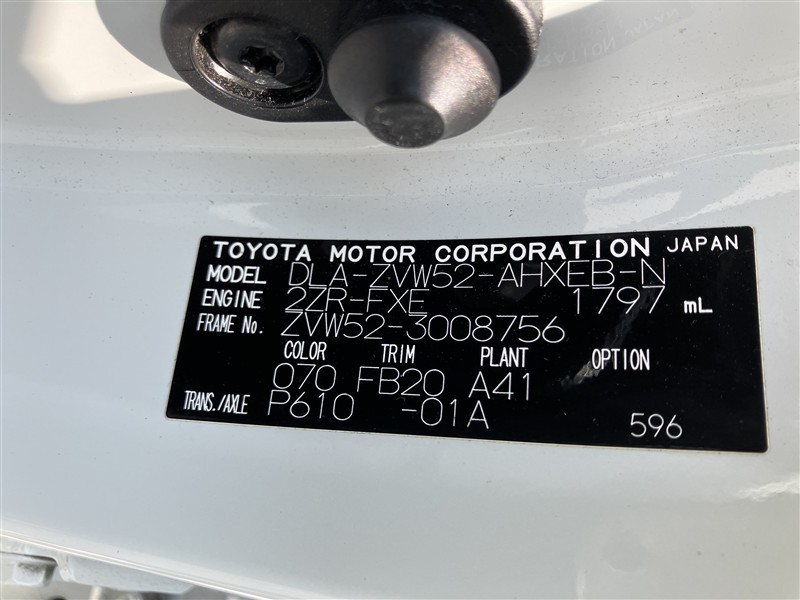 TOYOTA MOTOR CORPORATION JAPAN
MODEL DLA-ZVW52-AHXEB-N
ENGINE 2ZR-FXE 1797 mL
FRAME No. ZVW52-3008756
COLOR TRIM PLANT OPTION
070 FB20 A41
TRANS./AXLE P610 -01A
596